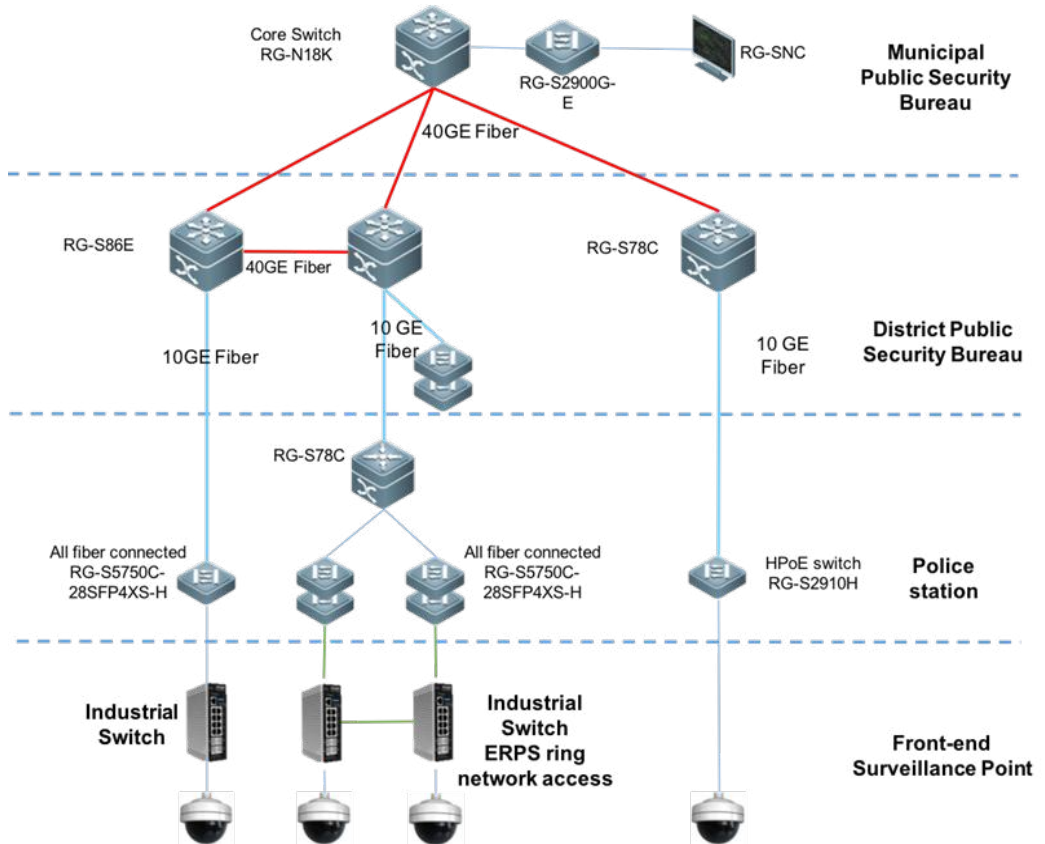 Core Switch
RG-N18K
RG-S2900G-
E
RG-SNC
Municipal
Public Security
Bureau
40GE Fiber
RG-S86E
40GE Fiber
RG-S78C
10GE Fiber
10 GE
Fiber
10 GE
Fiber
District Public
Security Bureau
RG-S78C
All fiber connected
RG-S5750C-
28SFP4XS-H
All fiber connected
RG-S5750C-
28SFP4XS-H
HPoE switch
RG-S2910H
Police
station
Industrial
Switch
Industrial
Switch
ERPS ring
network access
Front-end
Surveillance Point